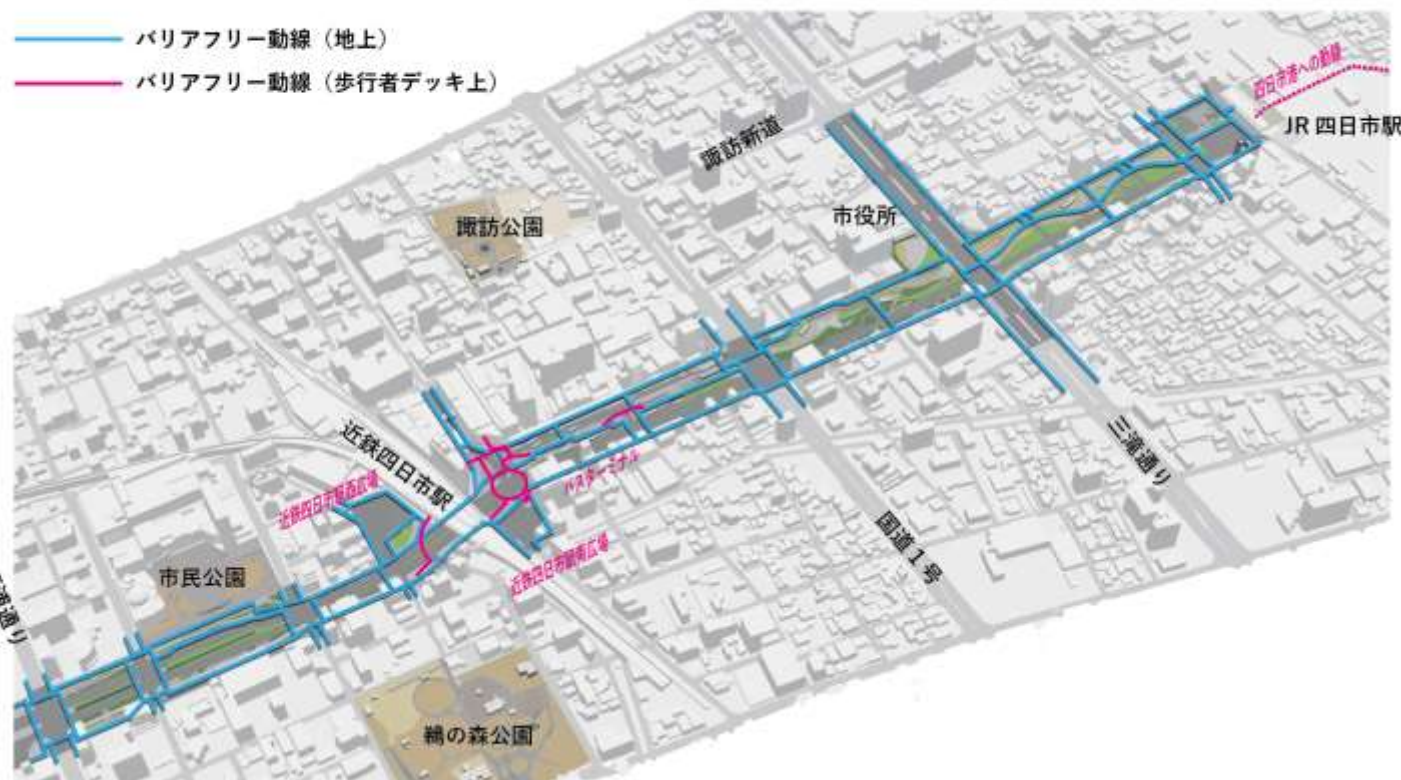 バリアフリー動線（地上）
バリアフリー動線（歩行者デッキ上）
四日市港への動線
JR 四日市駅
諏訪新道
市役所
諏訪公園
三滝通り
近鉄四日市駅
バスターミナル
近鉄四日市駅西広場
国道1号
近鉄四日市駅南広場
市民公園
通り
鵜の森公園